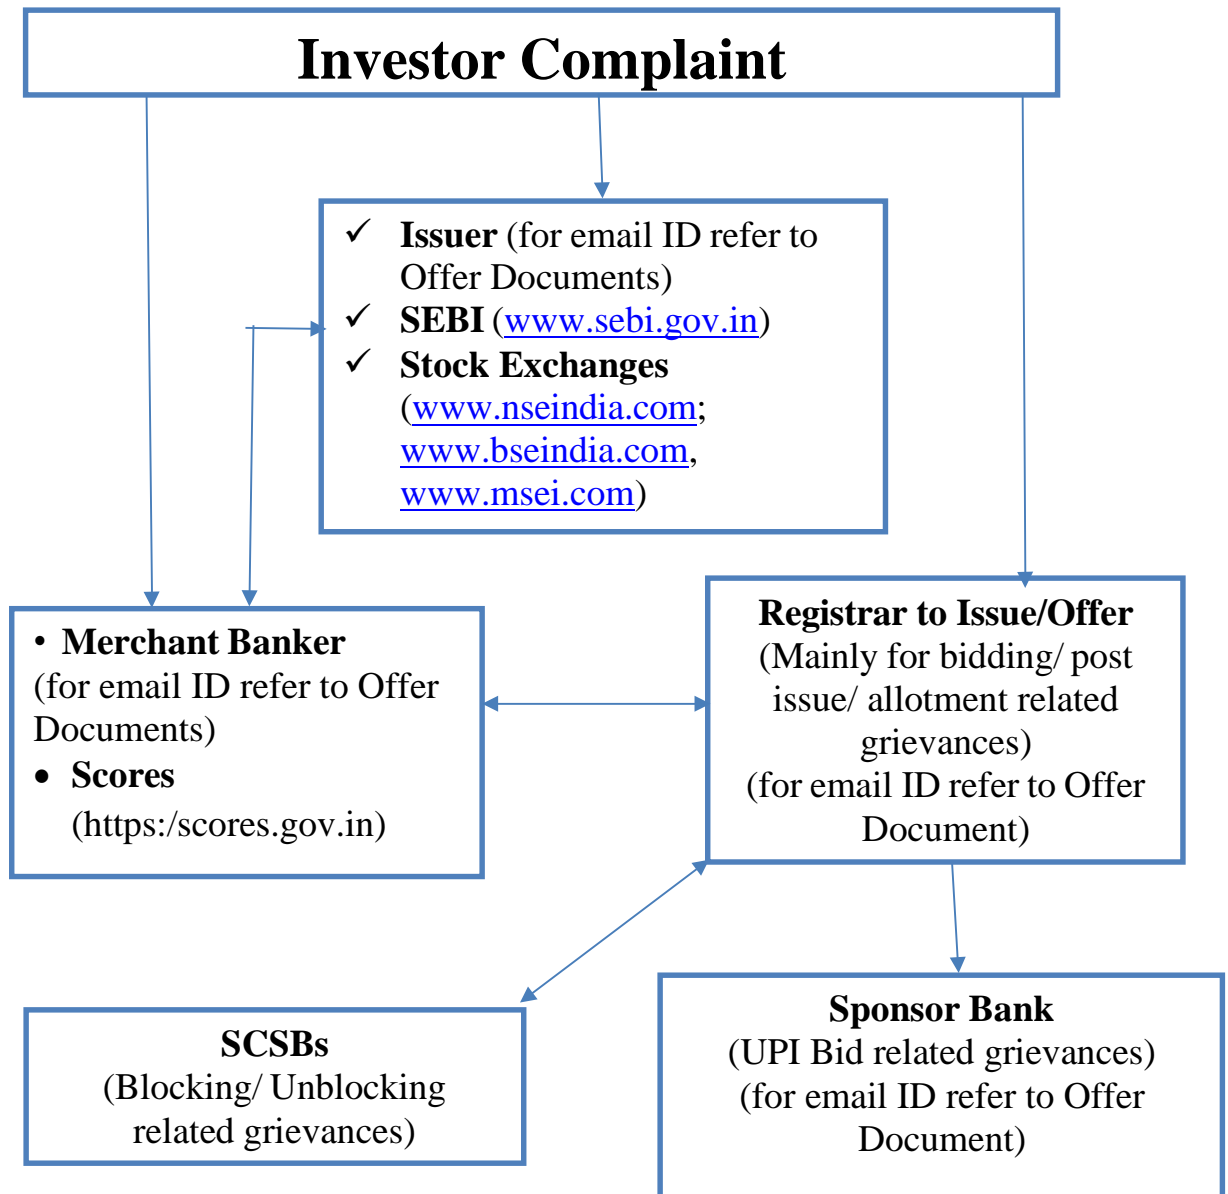 Investor Complaint
✓ Issuer (for email ID refer to
Offer Documents)
✓ SEBI (www.sebi.gov.in)
✓ Stock Exchanges
(www.nseindia.com;
www.bseindia.com,
www.msei.com)
• Merchant Banker
(for email ID refer to Offer
Documents)
• Scores
(https:/scores.gov.in)
Registrar to Issue/Offer
(Mainly for bidding/ post
issue/ allotment related
grievances)
(for email ID refer to Offer
Document)
SCSBs
(Blocking/ Unblocking
related grievances)
Sponsor Bank
(UPI Bid related grievances)
(for email ID refer to Offer
Document)